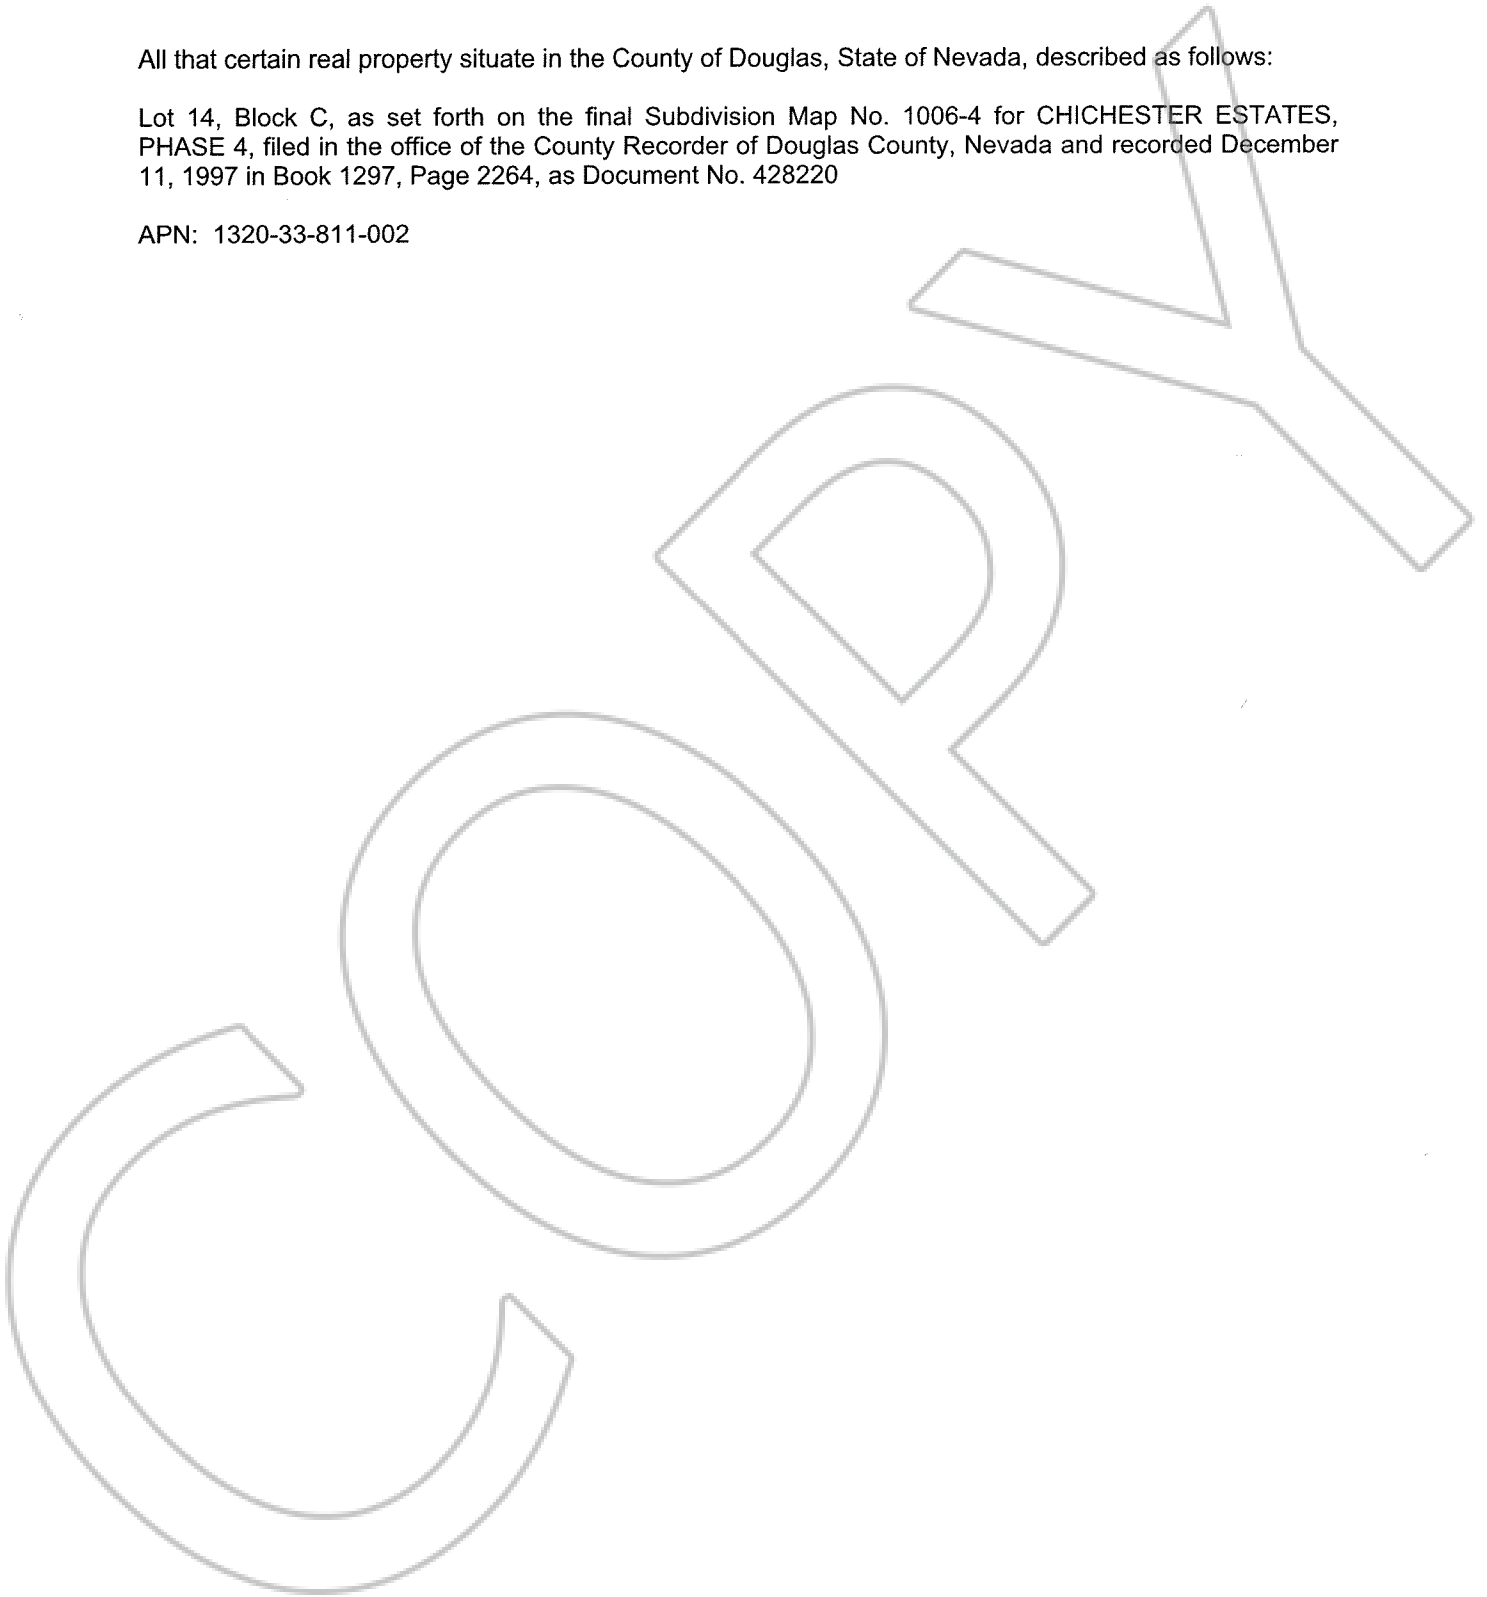 All that certain real property situate in the County of Douglas, State of Nevada, described as follows:
Lot 14, Block C, as set forth on the final Subdivision Map No. 1006-4 for CHICHESTER ESTATES,
PHASE 4, filed in the office of the County Recorder of Douglas County, Nevada and recorded December
11, 1997 in Book 1297, Page 2264, as Document No. 428220
APN: 1320-33-811-002
COPY